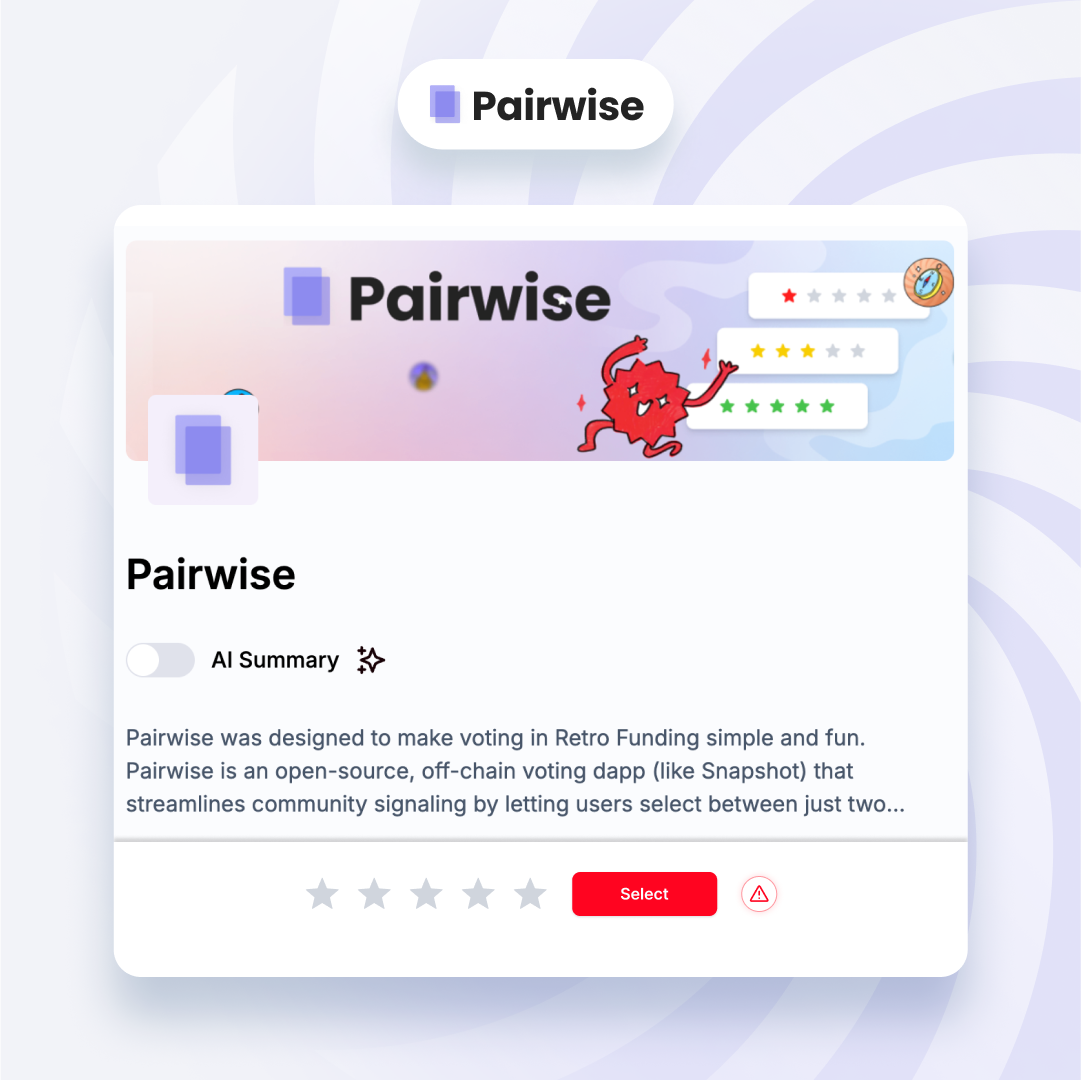 Pairwise
Pairwise
Pairwise
AI Summary
Pairwise was designed to make voting in Retro Funding simple and fun.
Pairwise is an open-source, off-chain voting dapp (like Snapshot) that
streamlines community signaling by letting users select between just two...
Select